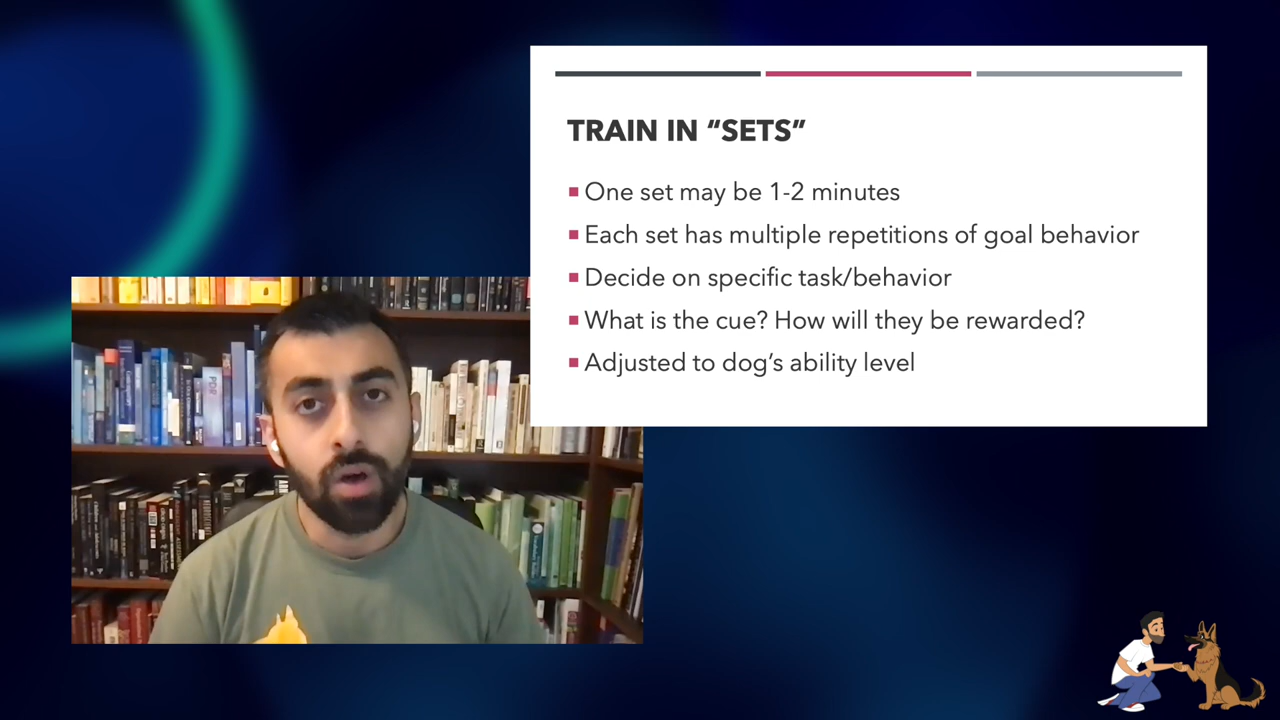 TRAIN IN “SETS”
One set may be 1-2 minutes
Each set has multiple repetitions of goal behavior
Decide on specific task/behavior
What is the cue? How will they be rewarded?
Adjusted to dog’s ability level
PDR